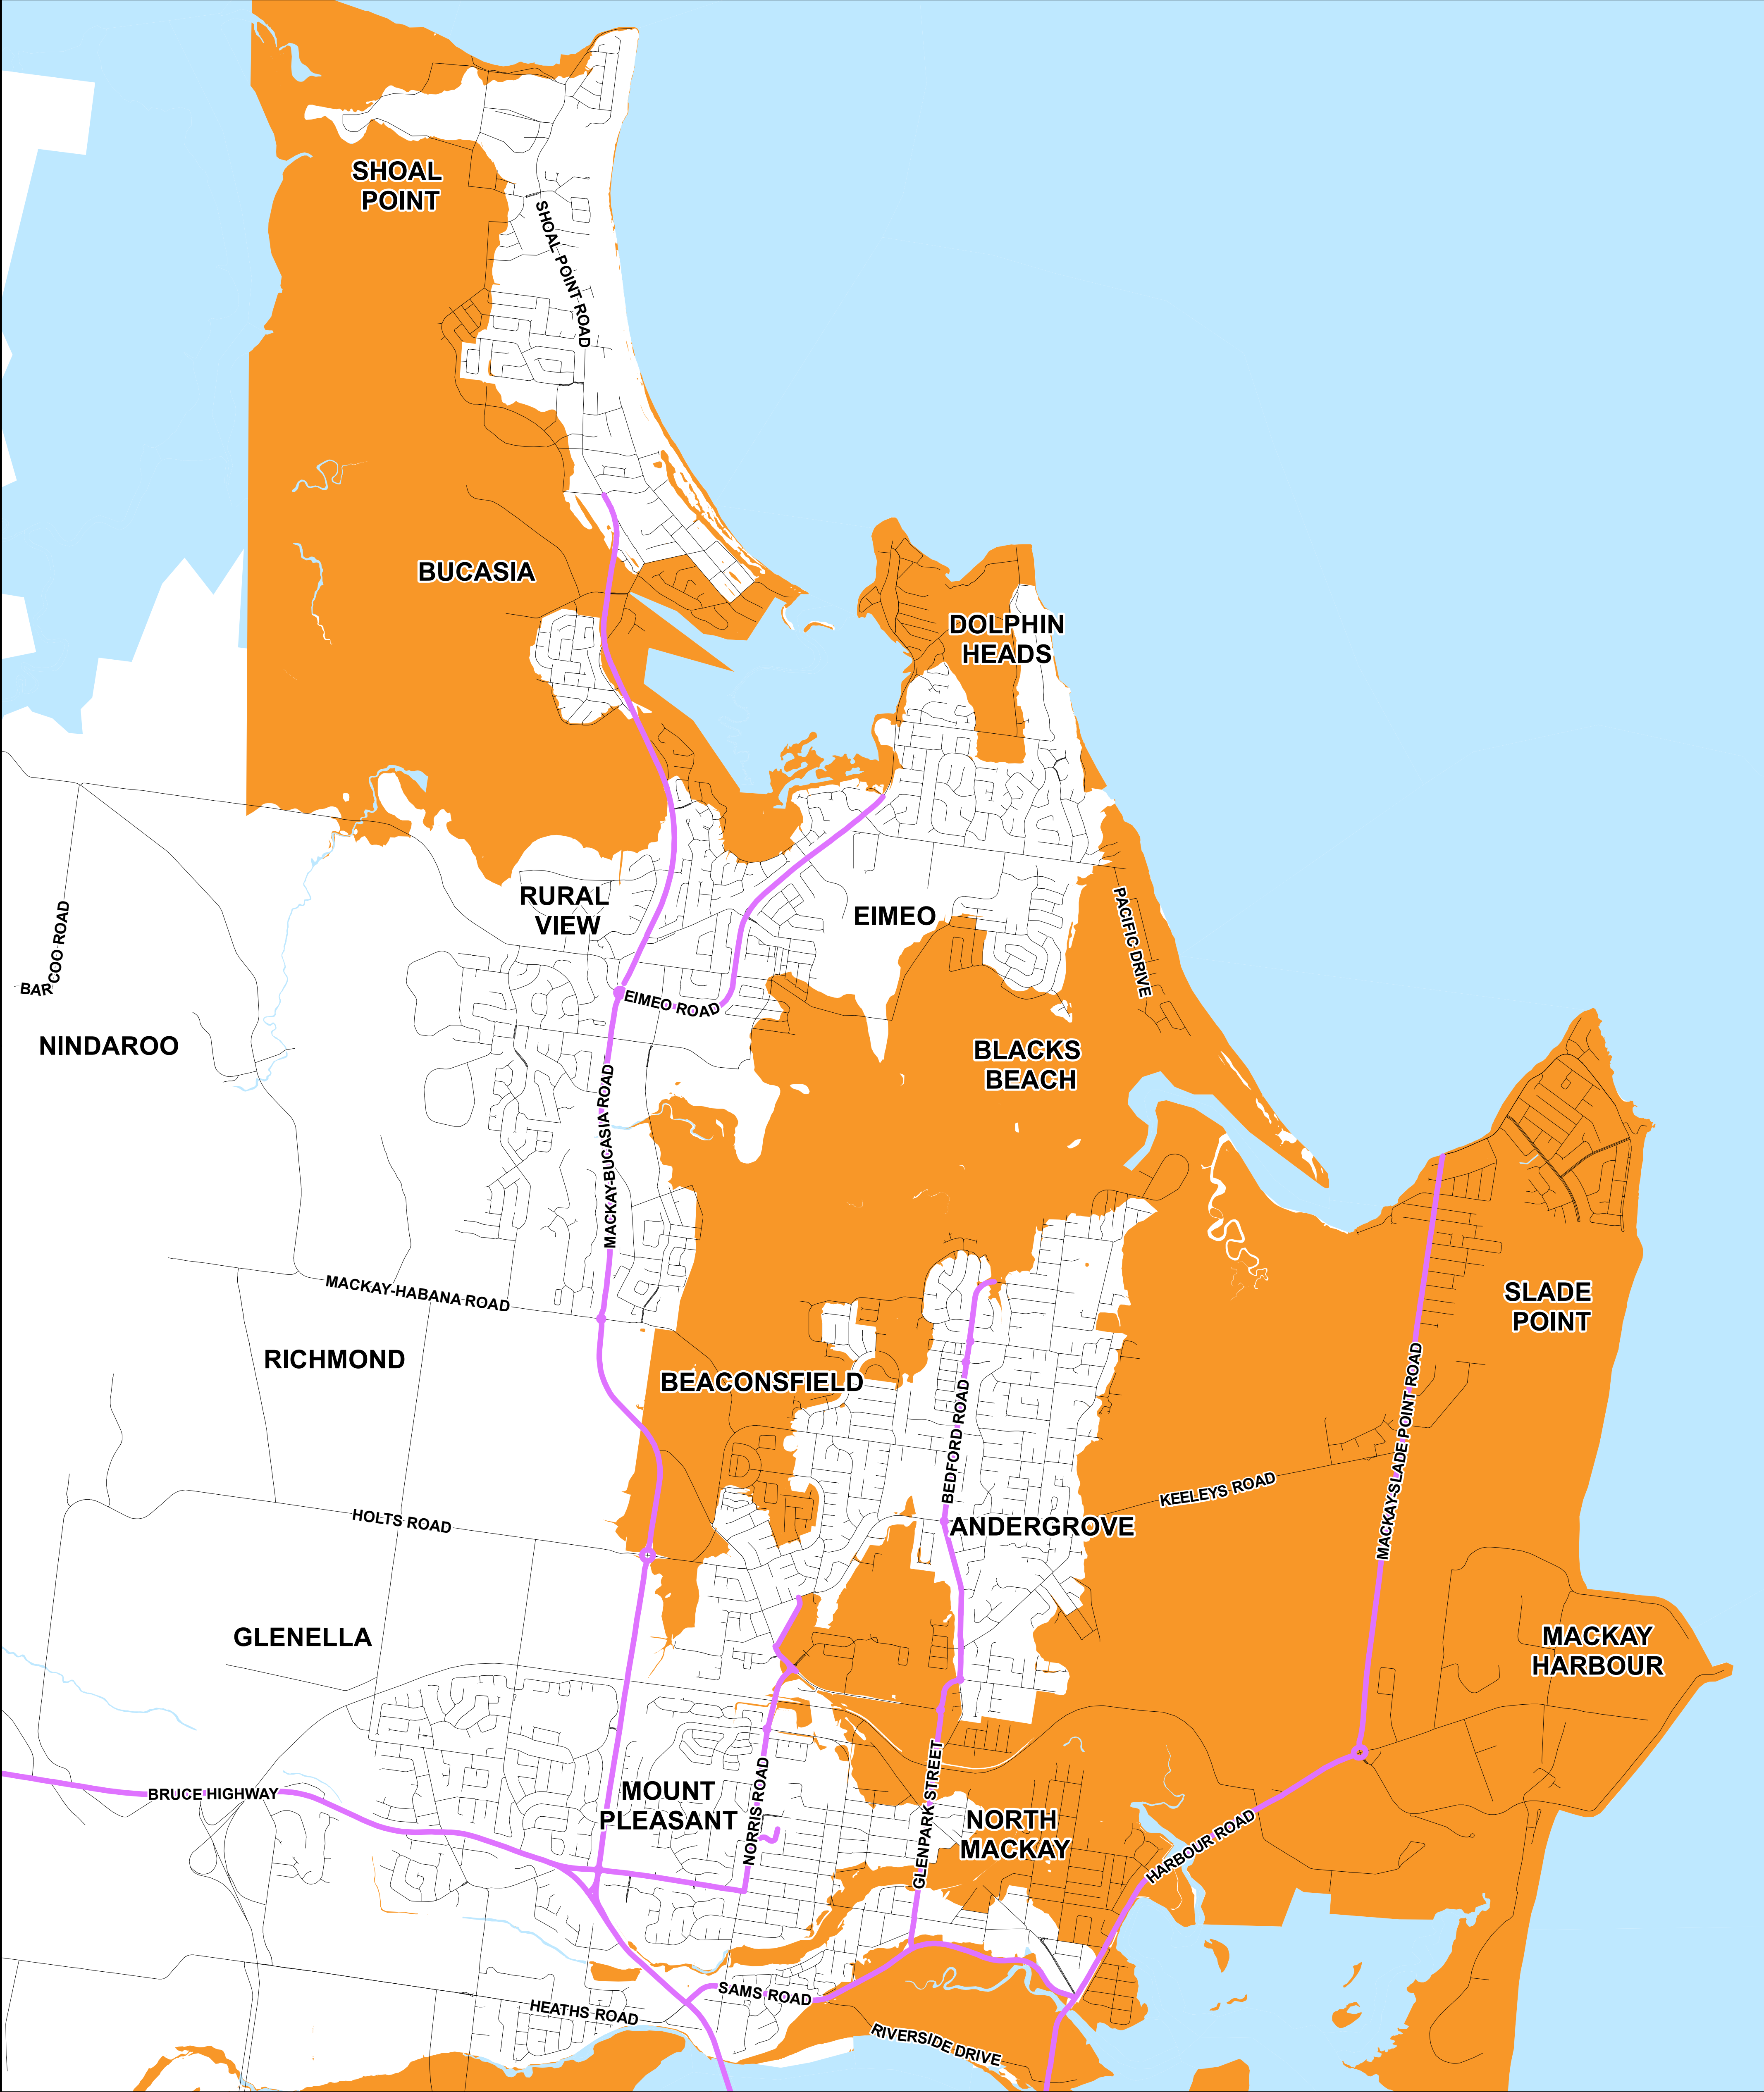 SHOAL
POINT
SHOAL POINT ROAD
BUCASIA
DOLPHIN
HEADS
RURAL
VIEW
EIMEO
PACIFIC DRIVE
BARCOO ROAD
EIMEO ROAD
NINDAROO
BLACKS
BEACH
MACKAY-BUCASIA ROAD
MACKAY-HABANA ROAD
SLADE
POINT
RICHMOND
BEACONSFIELD
BEDFORD ROAD
MACKAY-SLADE POINT ROAD
KEELEYS ROAD
HOLTS ROAD
ANDERGROVE
GLENELLA
MACKAY
HARBOUR
BRUCE HIGHWAY
MOUNT
PLEASANT
NORRIS ROAD
GLENPARK STREET
NORTH
MACKAY
HARBOUR ROAD
SAMS ROAD
HEATHS ROAD
RIVERSIDE DRIVE